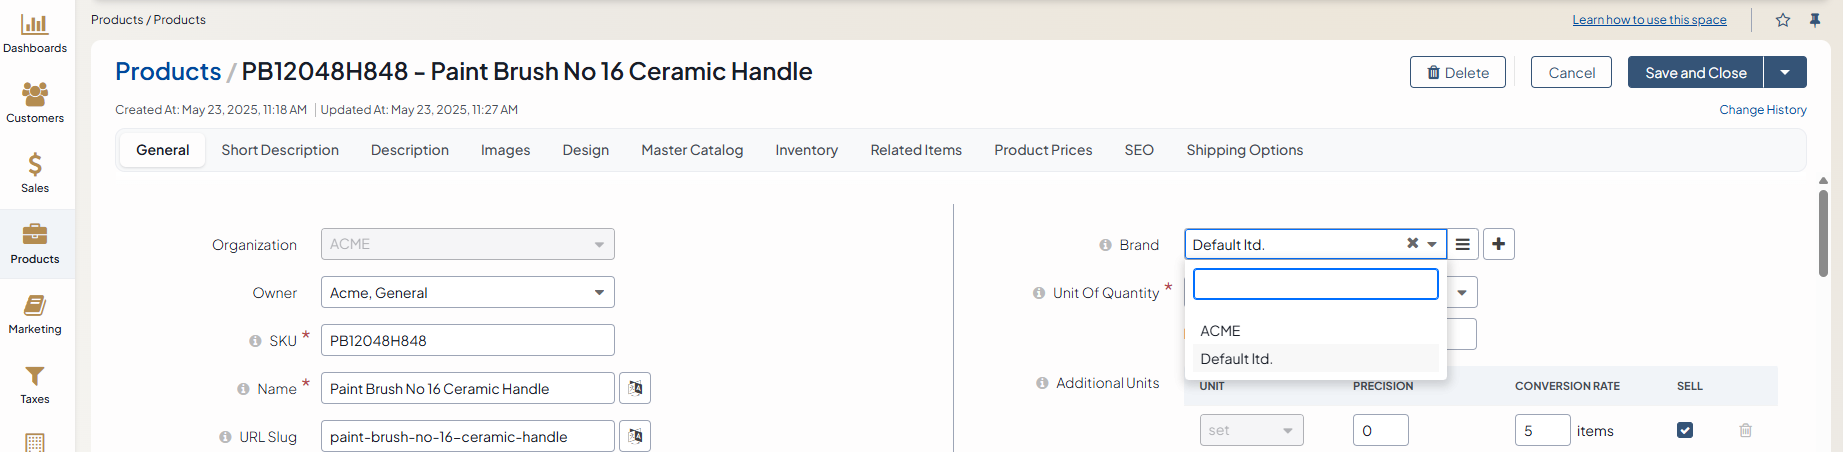 Dashboards
Customers
Sales
Products
Marketing
Taxes
Products / Products
Learn how to use this space
Products / PB12048H848 - Paint Brush No 16 Ceramic Handle
Delete
Cancel
Save and Close
Created At: May 23, 2025, 11:18 AM
Updated At: May 23, 2025, 11:27 AM
Change History
General
Short Description
Description
Images
Design
Master Catalog
Inventory
Related Items
Product Prices
SEO
Shipping Options
Organization
ACME
Owner
Acme, General
SKU *
PB12048H848
Name *
Paint Brush No 16 Ceramic Handle
URL Slug
paint-brush-no-16-ceramic-handle
Brand
Default ltd.
ACME
Default ltd.
Unit Of Quantity *
Additional Units
UNIT PRECISION CONVERSION RATE SELL
set 0 5 items